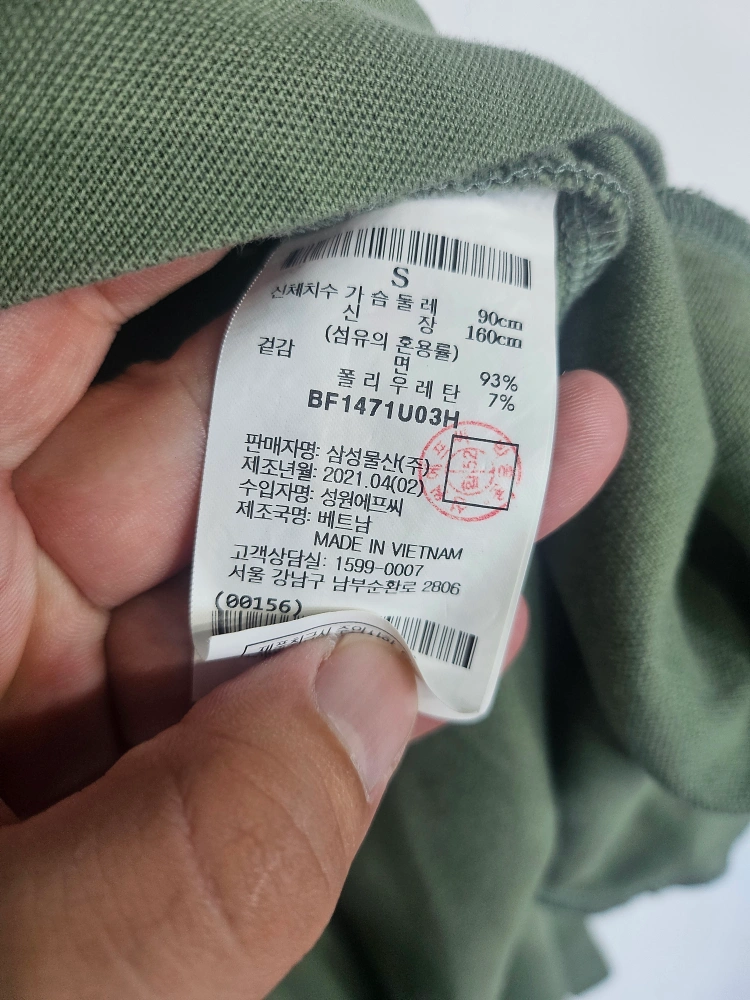 S
신체치수 가 슴 둘 레 90cm
신 장 160cm
(섬유의 혼용률)
겉감 면 93%
폴 리 우 레 탄 7%
BF1471U03H
판매자명: 삼성물산(주)
제조년월: 2021.04(02)
수입자명: 성원에프씨
제조국명: 베트남
MADE IN VIETNAM
고객상담실: 1599-0007
서울 강남구 남부순환로 2806
(00156)